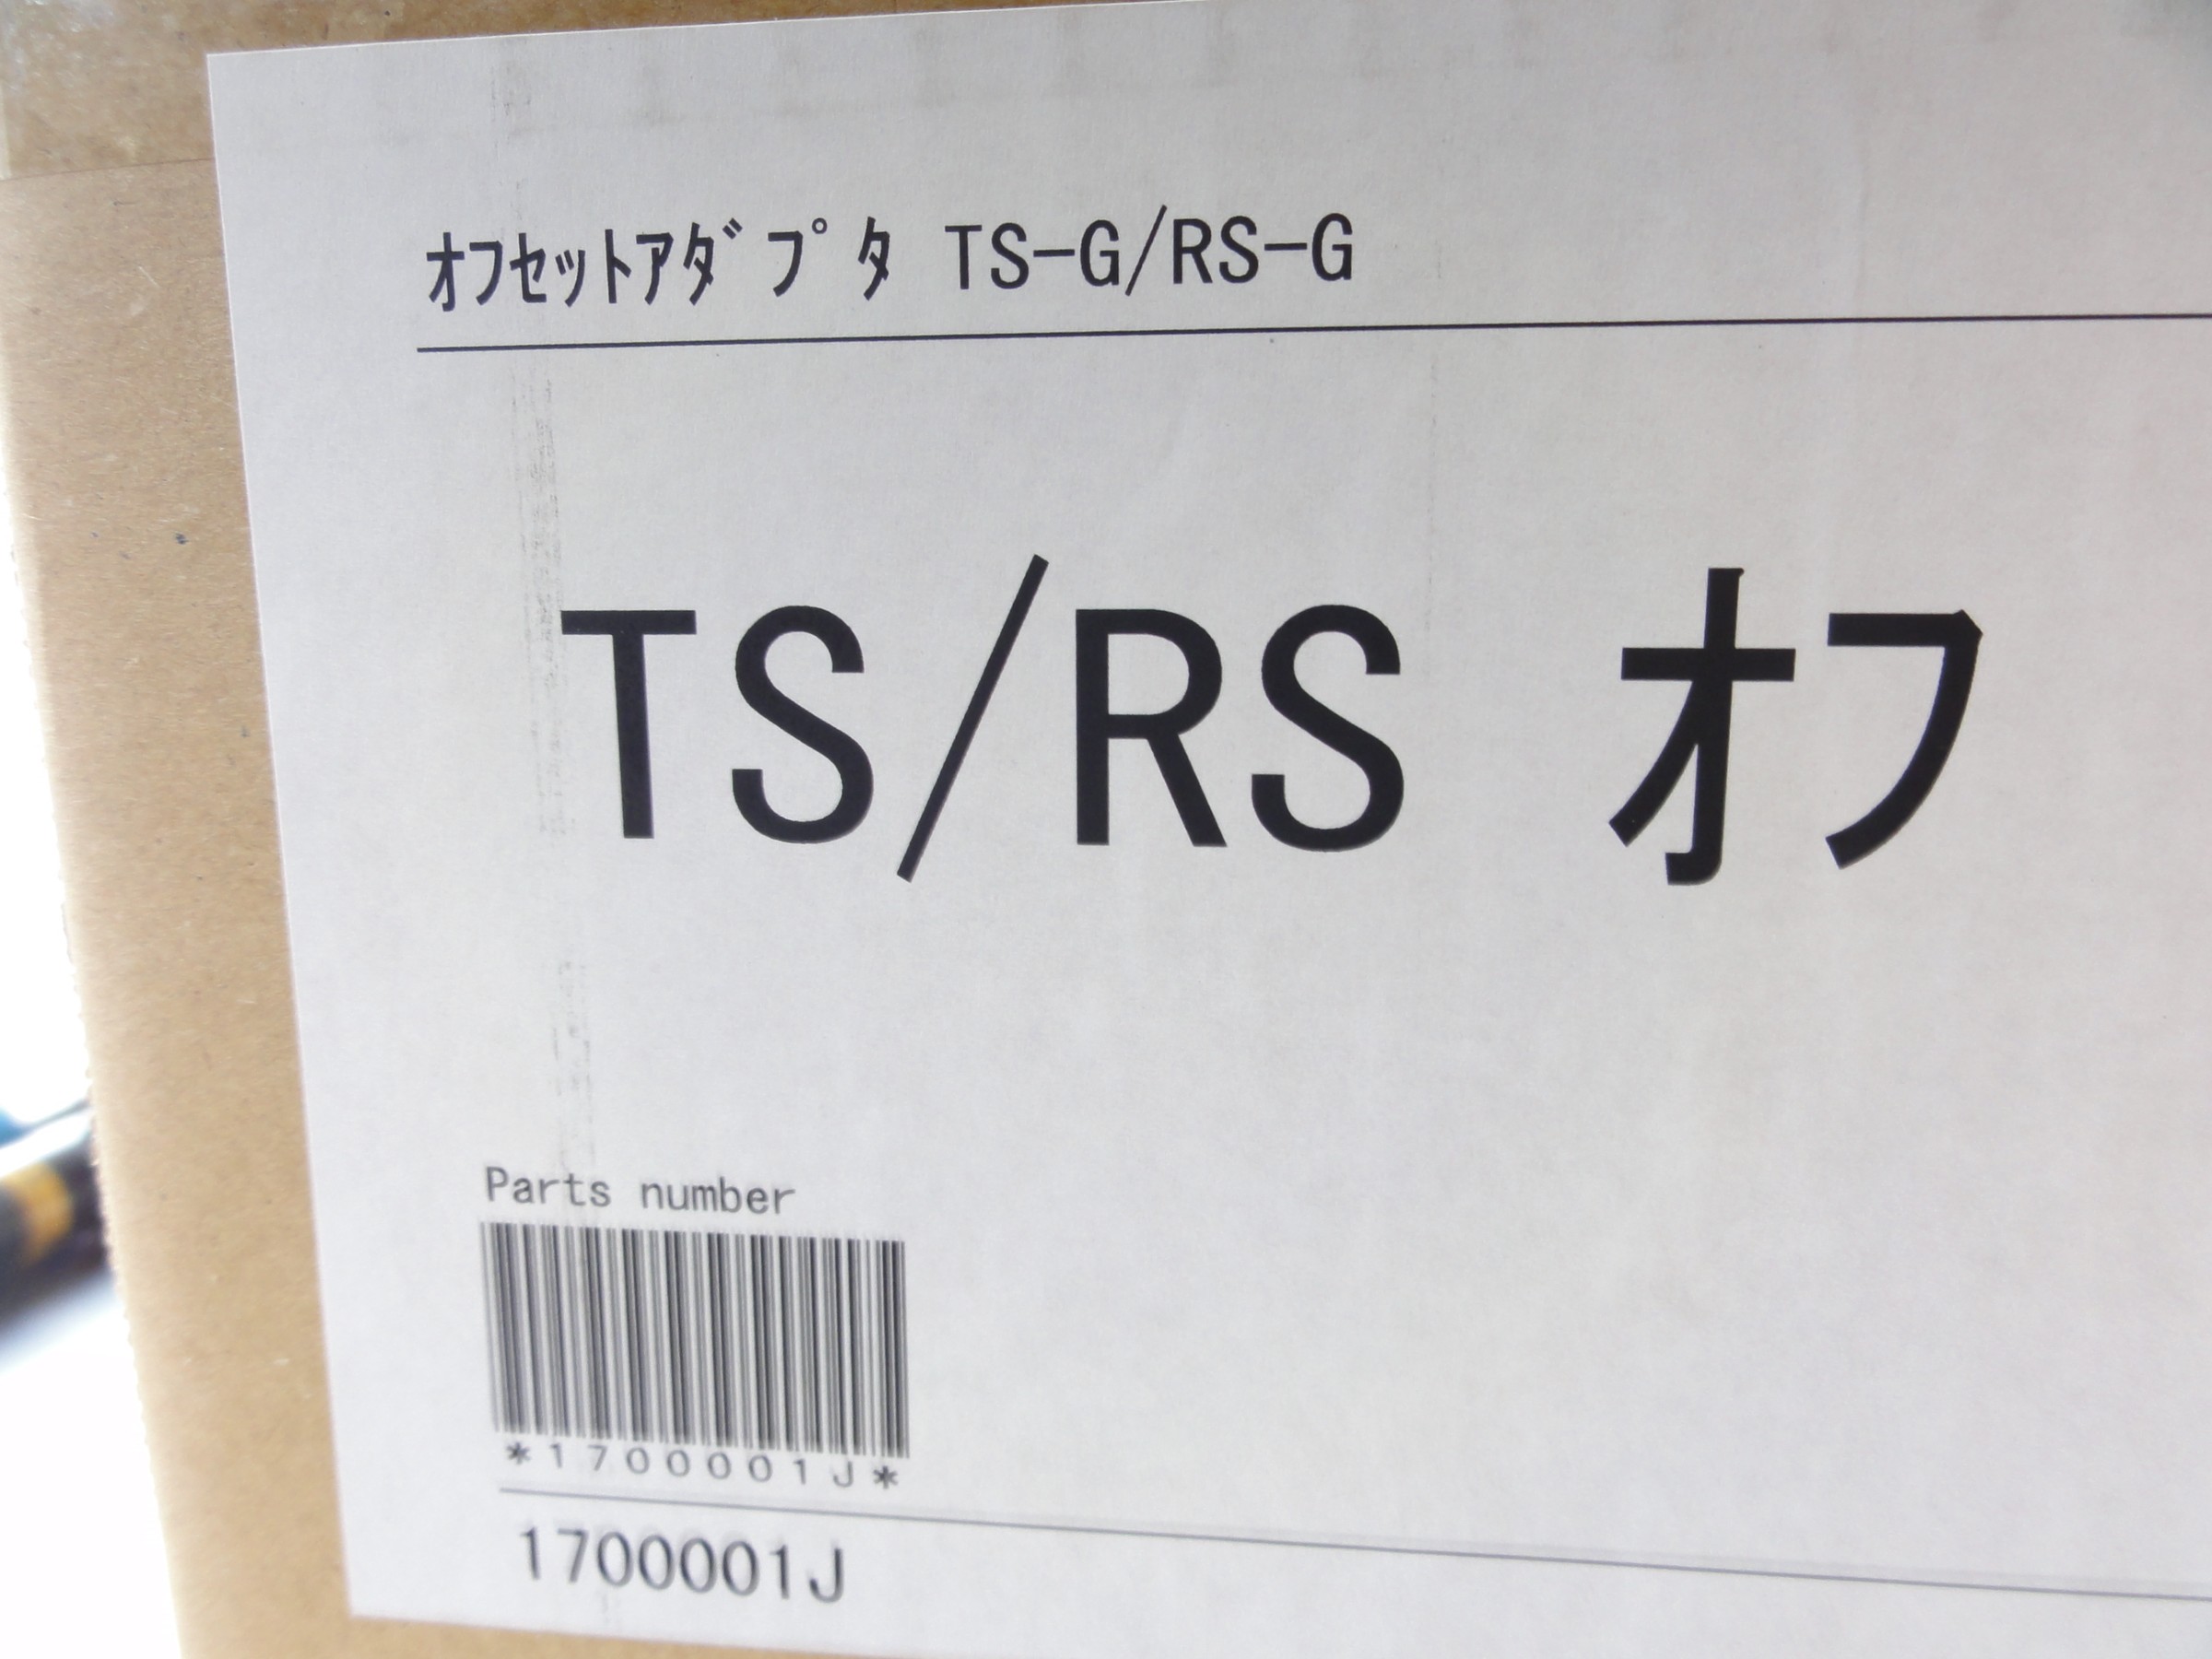 ｵﾌｾｯﾄｱﾀﾞﾌﾟﾀ TS-G/RS-G
TS/RS ｵﾌ
Parts number
*1700001J*
1700001J